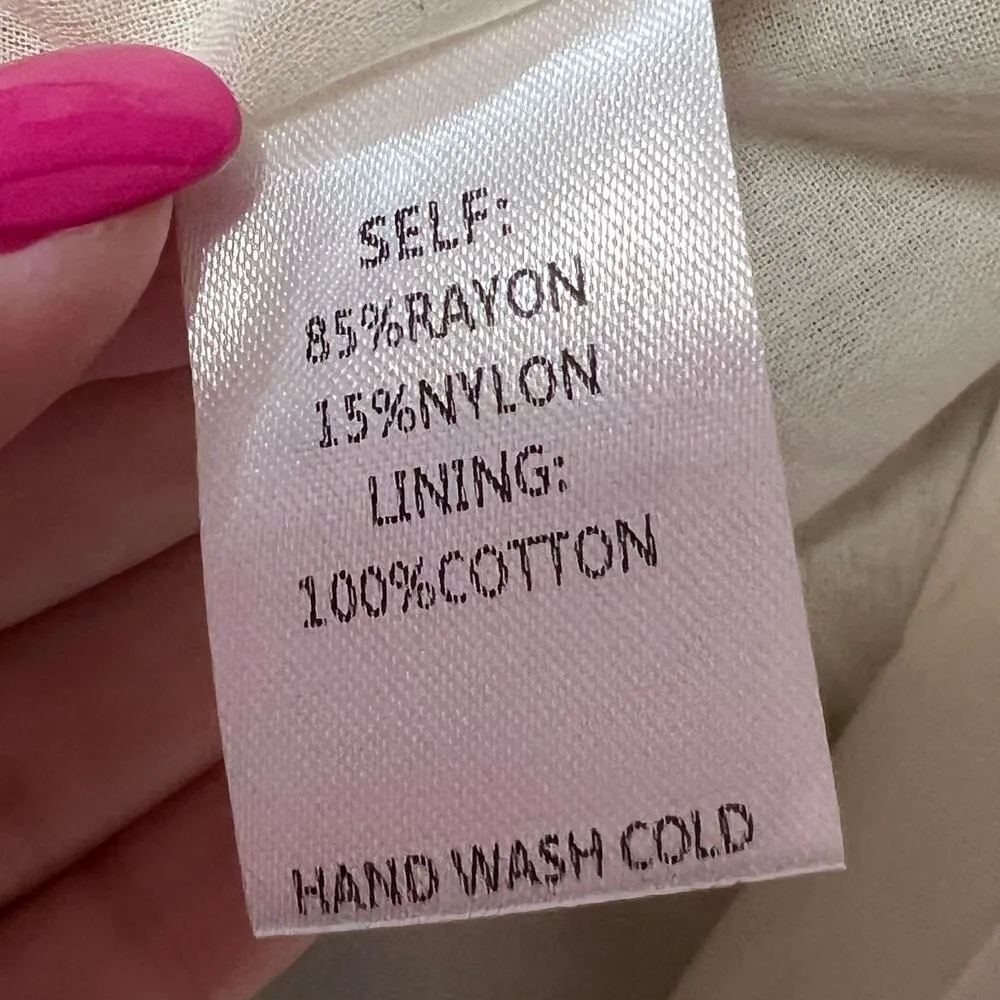 SELF:
85%RAYON
15%NYLON
LINING:
100%COTTON
HAND WASH COLD